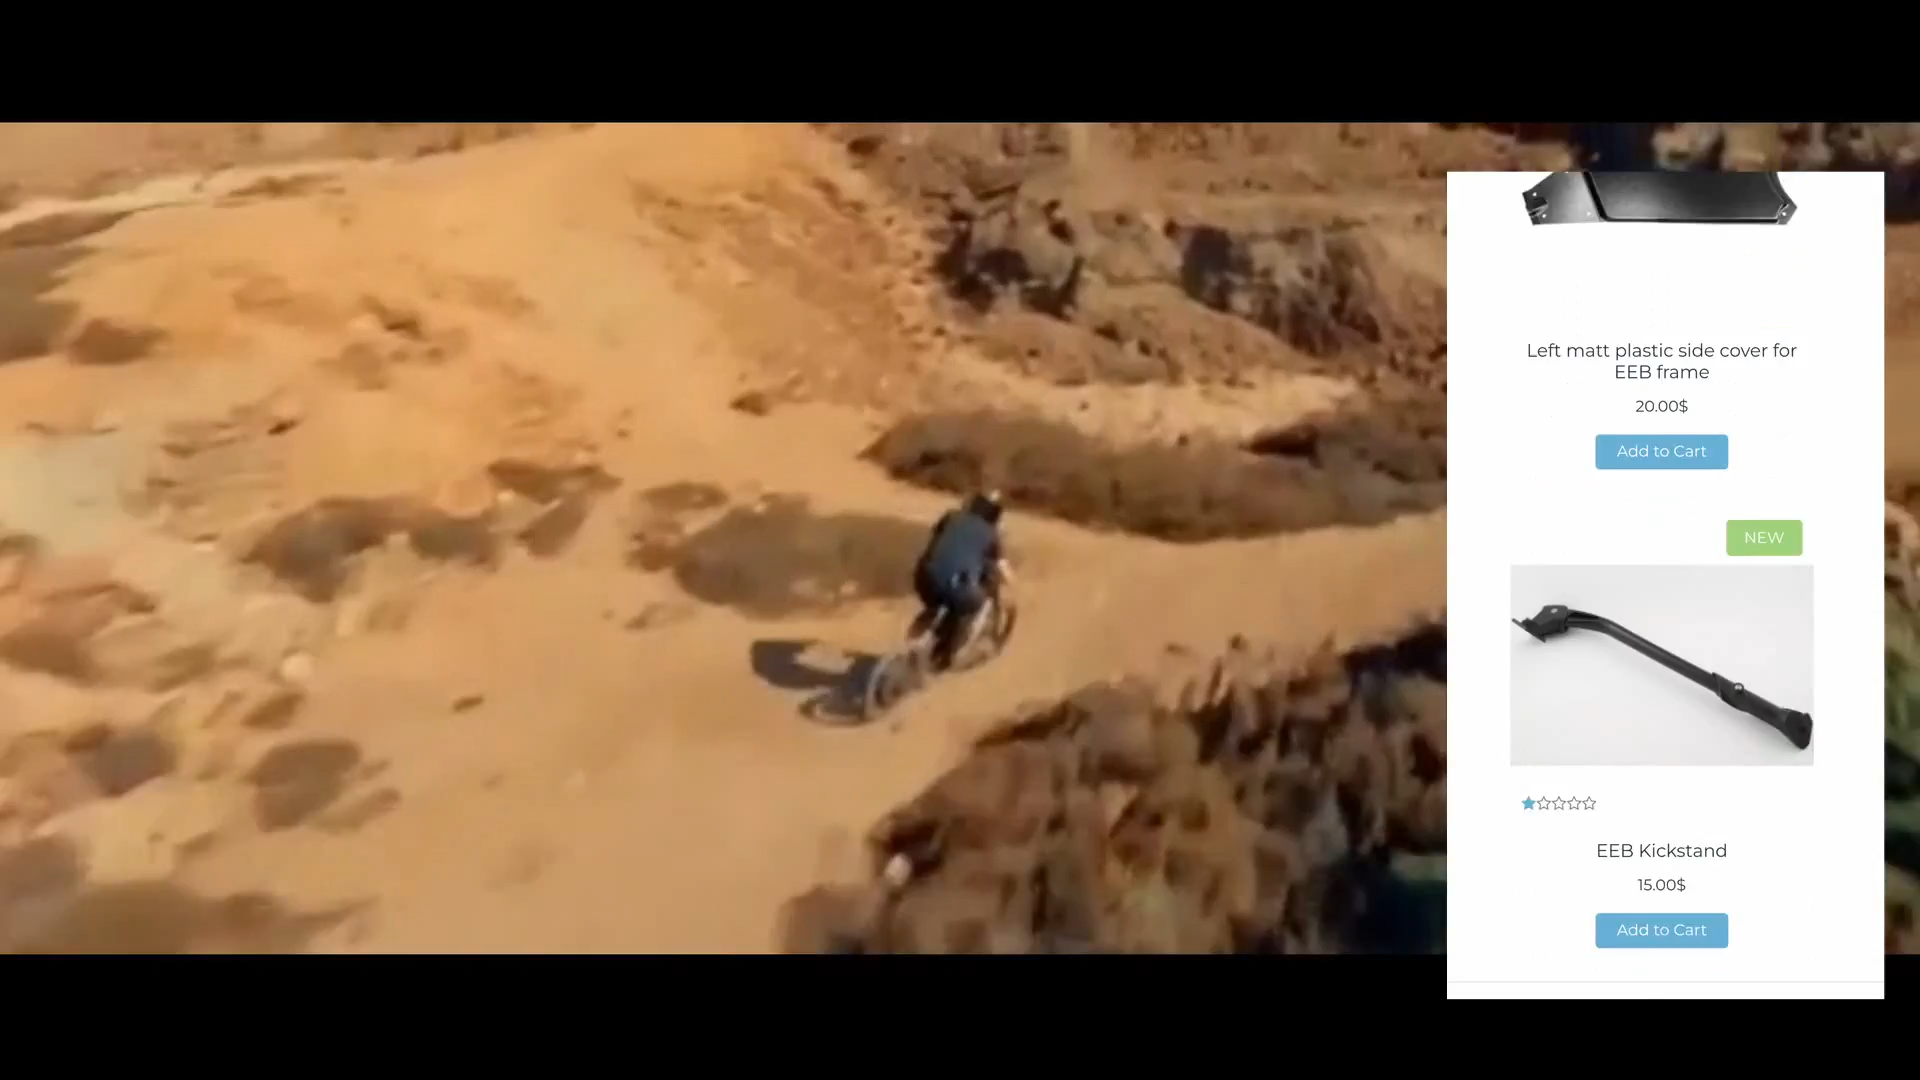 Left matt plastic side cover for
EEB frame
20.00$
Add to Cart
NEW
EEB Kickstand
15.00$
Add to Cart